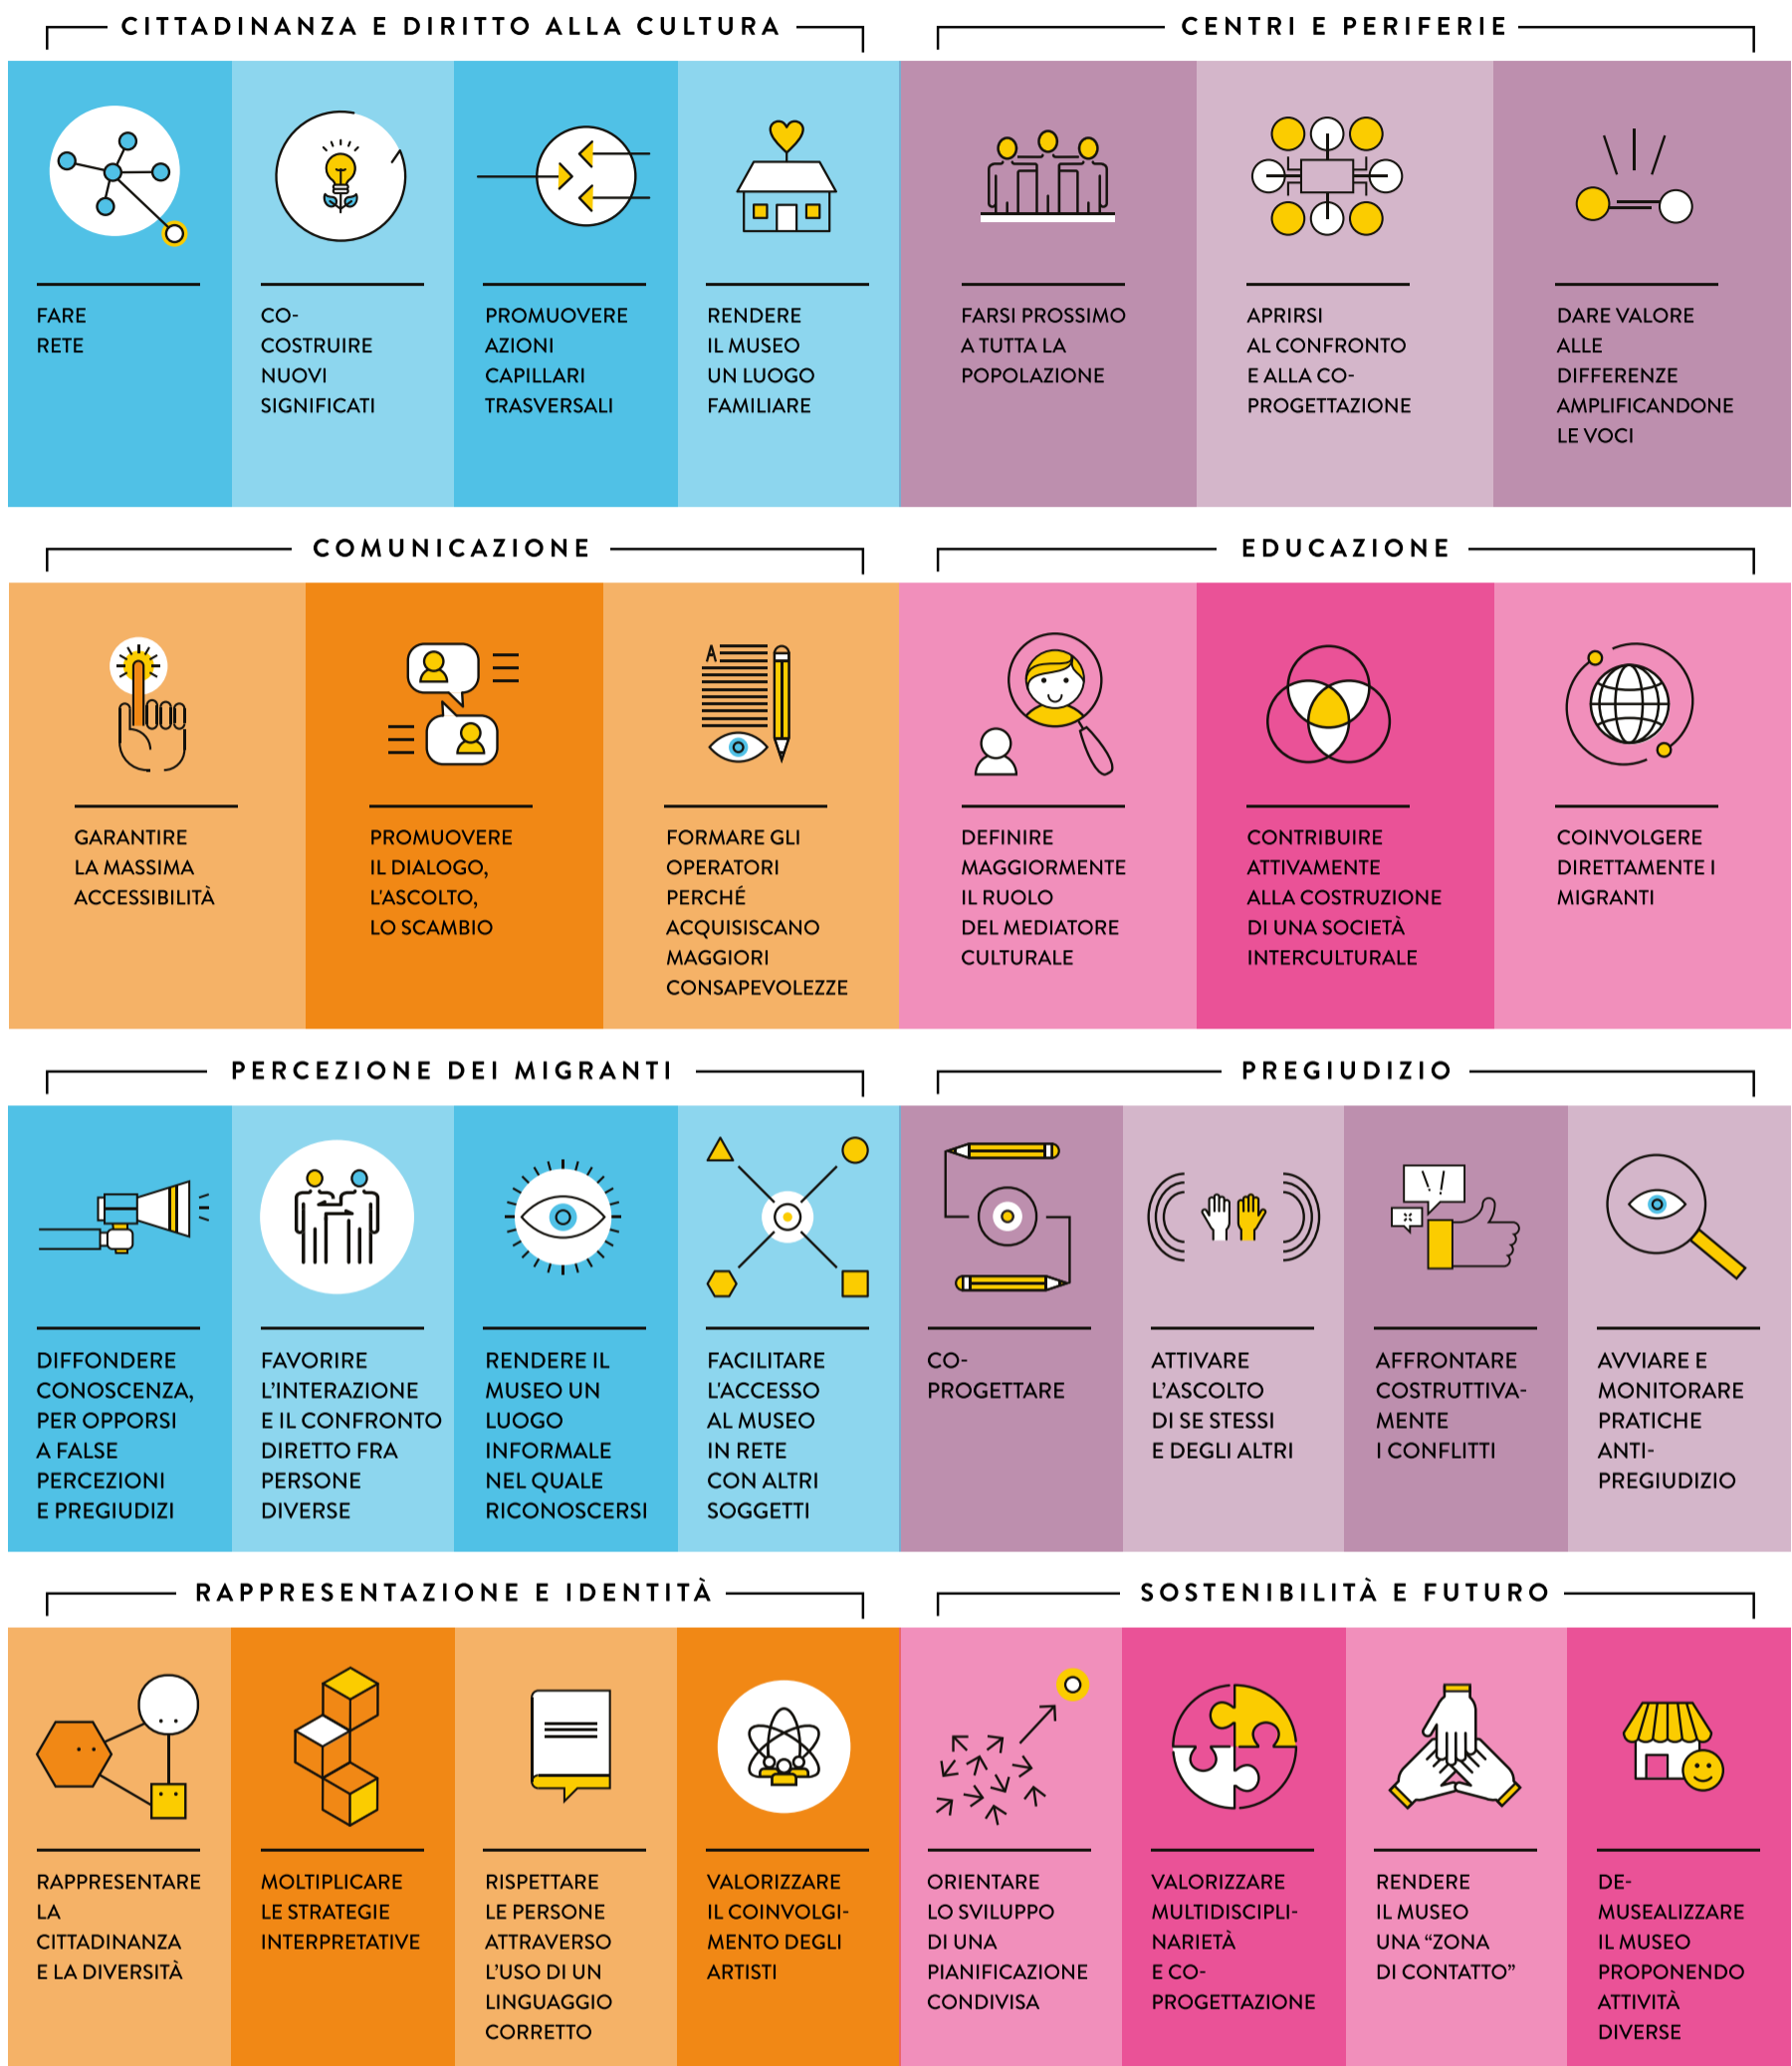 CITTADINANZA E DIRITTO ALLA CULTURA
FARE
RETE
CO-
COSTRUIRE
NUOVI
SIGNIFICATI
PROMUOVERE
AZIONI
CAPILLARI
TRASVERSALI
RENDERE
IL MUSEO
UN LUOGO
FAMILIARE
CENTRI E PERIFERIE
FARSI PROSSIMO
A TUTTA LA
POPOLAZIONE
APRIRSI
AL CONFRONTO
E ALLA CO-
PROGETTAZIONE
DARE VALORE
ALLE
DIFFERENZE
AMPLIFICANDONE
LE VOCI
COMUNICAZIONE
GARANTIRE
LA MASSIMA
ACCESSIBILITÀ
PROMUOVERE
IL DIALOGO,
L'ASCOLTO,
LO SCAMBIO
A
FORMARE GLI
OPERATORI
PERCHÉ
ACQUISISCANO
MAGGIORI
CONSAPEVOLEZZE
EDUCAZIONE
DEFINIRE
MAGGIORMENTE
IL RUOLO
DEL MEDIATORE
CULTURALE
CONTRIBUIRE
ATTIVAMENTE
ALLA COSTRUZIONE
DI UNA SOCIETÀ
INTERCULTURALE
COINVOLGERE
DIRETTAMENTE I
MIGRANTI
PERCEZIONE DEI MIGRANTI
DIFFONDERE
CONOSCENZA,
PER OPPORSI
A FALSE
PERCEZIONI
E PREGIUDIZI
FAVORIRE
L’INTERAZIONE
E IL CONFRONTO
DIRETTO FRA
PERSONE
DIVERSE
RENDERE IL
MUSEO UN
LUOGO
INFORMALE
NEL QUALE
RICONOSCERSI
FACILITARE
L'ACCESSO
AL MUSEO
IN RETE
CON ALTRI
SOGGETTI
PREGIUDIZIO
CO-
PROGETTARE
ATTIVARE
L’ASCOLTO
DI SE STESSI
E DEGLI ALTRI
AFFRONTARE
COSTRUTTIVA-
MENTE
I CONFLITTI
AVVIARE E
MONITORARE
PRATICHE
ANTI-
PREGIUDIZIO
RAPPRESENTAZIONE E IDENTITÀ
RAPPRESENTARE
LA
CITTADINANZA
E LA DIVERSITÀ
MOLTIPLICARE
LE STRATEGIE
INTERPRETATIVE
RISPETTARE
LE PERSONE
ATTRAVERSO
L’USO DI UN
LINGUAGGIO
CORRETTO
VALORIZZARE
IL COINVOLGI-
MENTO DEGLI
ARTISTI
SOSTENIBILITÀ E FUTURO
ORIENTARE
LO SVILUPPO
DI UNA
PIANIFICAZIONE
CONDIVISA
VALORIZZARE
MULTIDISCIPLI-
NARIETÀ
E CO-
PROGETTAZIONE
RENDERE
IL MUSEO
UNA “ZONA
DI CONTATTO”
DE-
MUSEALIZZARE
IL MUSEO
PROPONENDO
ATTIVITÀ
DIVERSE